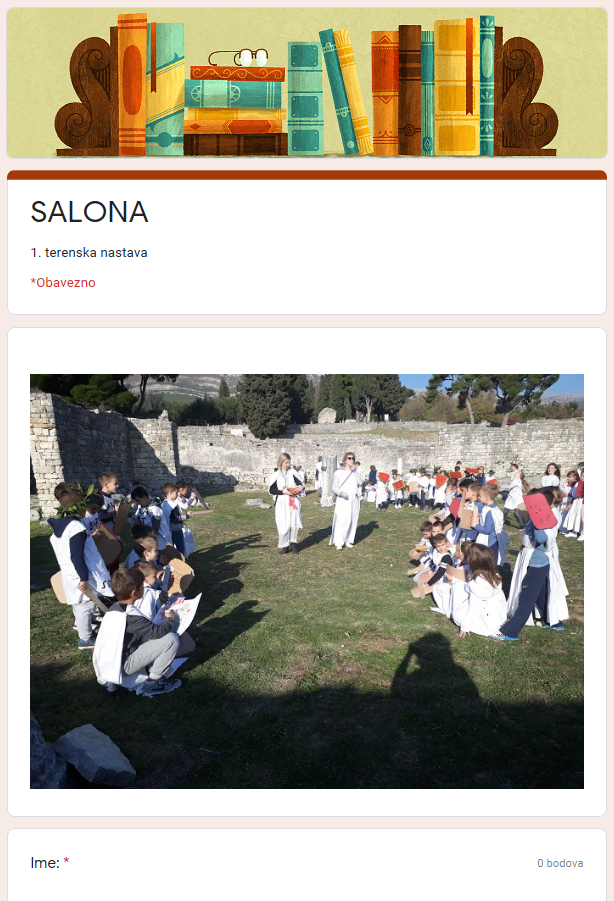 SALONA
1. terenska nastava
*Obavezno
Ime: *
0 bodova